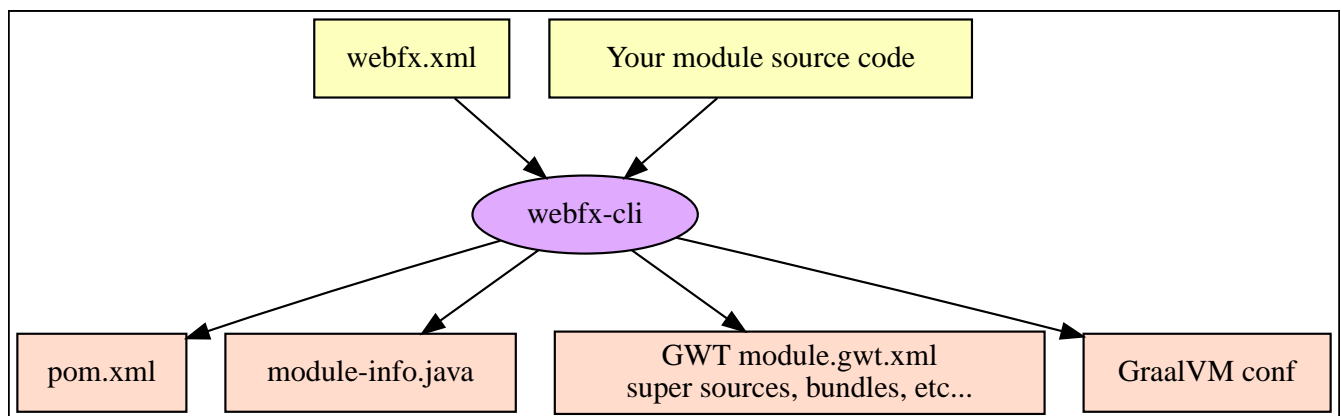 webfx.xml
Your module source code
webfx-cli
pom.xml
module-info.java
GWT module.gwt.xml
super sources, bundles, etc...
GraalVM conf